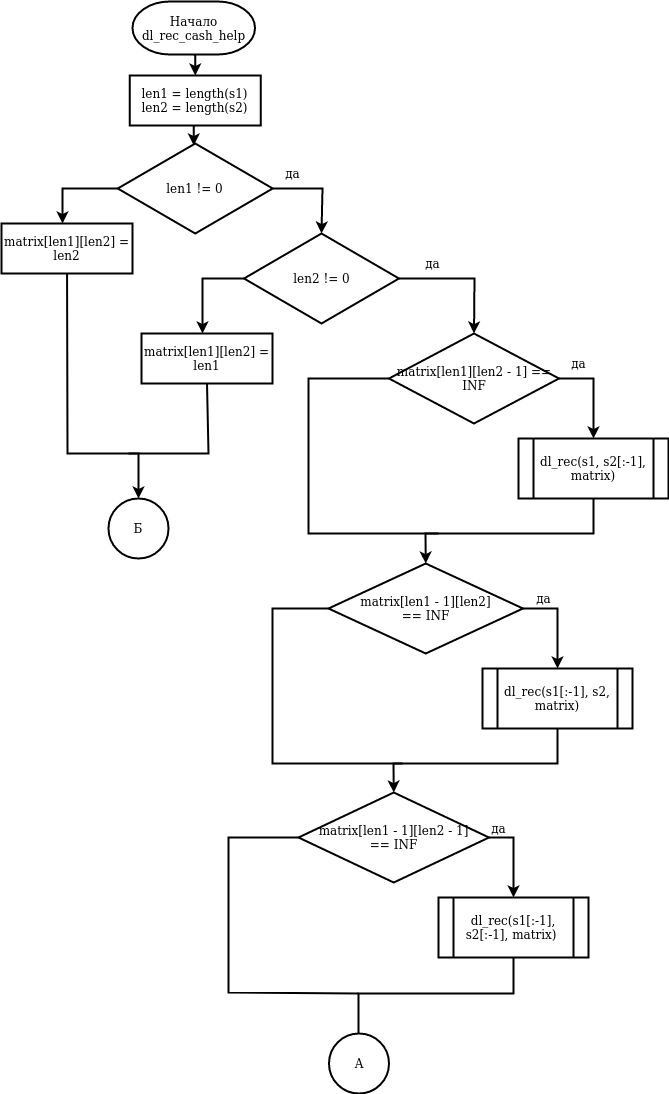 Начало
dl_rec_cash_help
len1 = length(s1)
len2 = length(s2)
len1 != 0
да
matrix[len1][len2] =
len2
len2 != 0
да
matrix[len1][len2] =
len1
matrix[len1][len2 - 1] ==
INF
да
dl_rec(s1, s2[:-1],
matrix)
Б
matrix[len1 - 1][len2]
== INF
да
dl_rec(s1[:-1], s2,
matrix)
matrix[len1 - 1][len2 - 1]
== INF
да
dl_rec(s1[:-1],
s2[:-1], matrix)
А